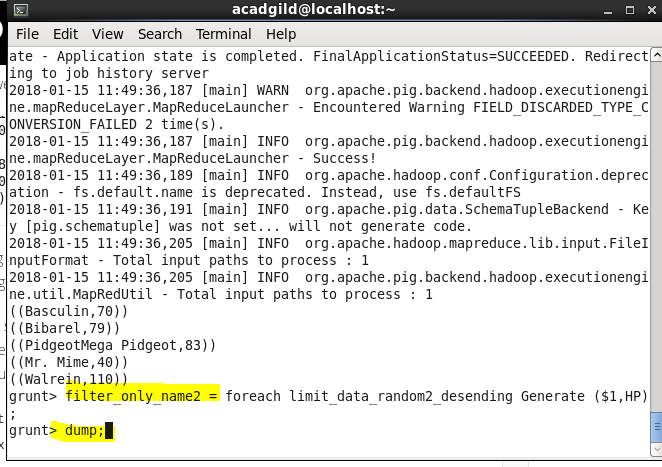 acadgild@localhost:~
File Edit View Search Terminal Help
ate - Application state is completed. FinalApplicationStatus=SUCCEEDED. Redirect
ing to job history server
2018-01-15 11:49:36,187 [main] WARN  org.apache.pig.backend.hadoop.executionengi
ne.mapReduceLayer.MapReduceLauncher - Encountered Warning FIELD_DISCARDED_TYPE_C
ONVERSION_FAILED 2 time(s).
2018-01-15 11:49:36,187 [main] INFO  org.apache.pig.backend.hadoop.executionengi
ne.mapReduceLayer.MapReduceLauncher - Success!
2018-01-15 11:49:36,189 [main] INFO  org.apache.hadoop.conf.Configuration.deprec
ation - fs.default.name is deprecated. Instead, use fs.defaultFS
2018-01-15 11:49:36,191 [main] INFO  org.apache.pig.data.SchemaTupleBackend - Ke
y [pig.schematuple] was not set... will not generate code.
2018-01-15 11:49:36,205 [main] INFO  org.apache.hadoop.mapreduce.lib.input.FileI
nputFormat - Total input paths to process : 1
2018-01-15 11:49:36,205 [main] INFO  org.apache.pig.backend.hadoop.executionengi
ne.util.MapRedUtil - Total input paths to process : 1
((Basculin,70))
((Bibarel,79))
((PidgeotMega Pidgeot,83))
((Mr. Mime,40))
((Walrein,110))
grunt> filter_only_name2 = foreach limit_data_random2_desending Generate ($1,HP)
;
grunt> dump;